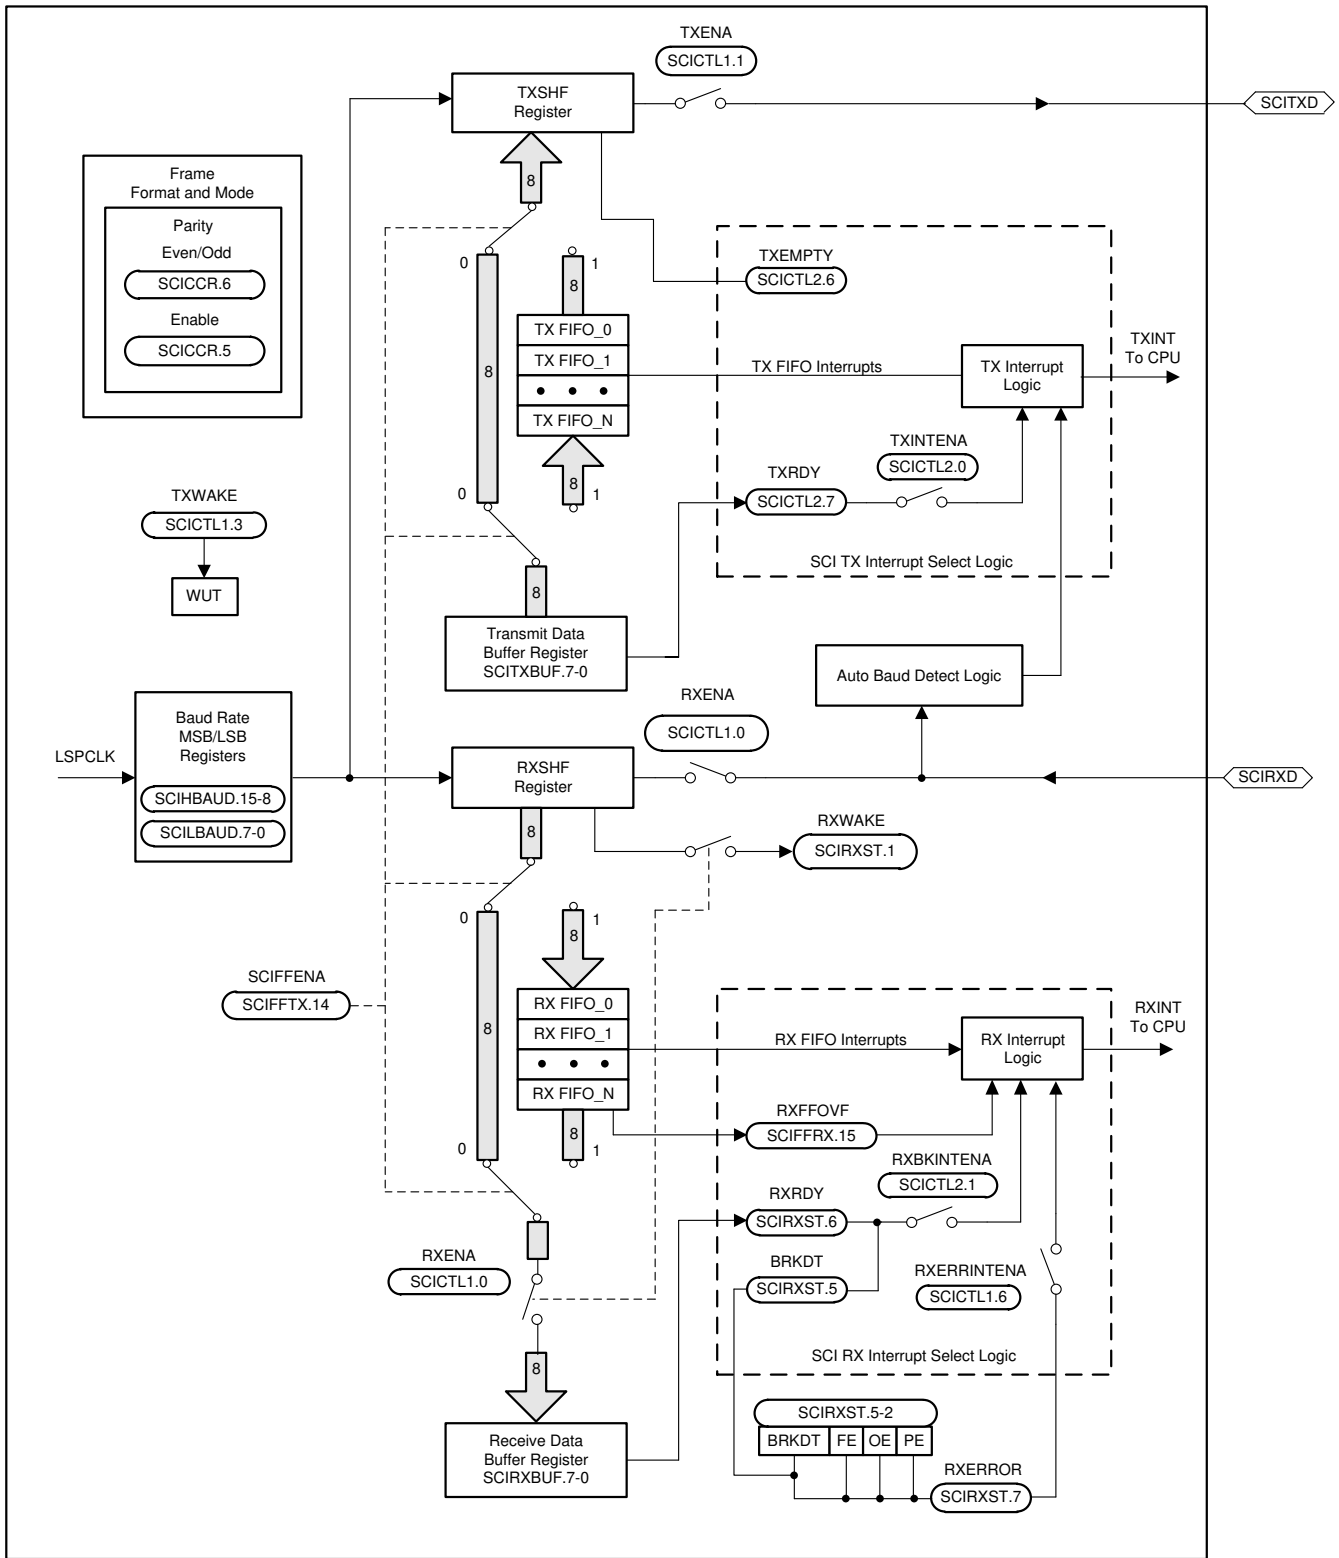 TXENA
SCICTL1.1
TXSHF
Register
SCITXD
8
Frame
Format and Mode
Parity
Even/Odd
SCICCR.6
Enable
SCICCR.5
0
1
8
8
TX FIFO_0
TX FIFO_1
TX FIFO_N
8
0
1
TXEMPTY
SCICTL2.6
TX FIFO Interrupts
TX Interrupt
Logic
TXINT
To CPU
TXINTENA
SCICTL2.0
TXRDY
SCICTL2.7
SCI TX Interrupt Select Logic
TXWAKE
SCICTL1.3
WUT
8
Transmit Data
Buffer Register
SCITXBUF.7-0
Auto Baud Detect Logic
RXENA
SCICTL1.0
LSPCLK
Baud Rate
MSB/LSB
Registers
SCIHBAUD.15-8
SCILBAUD.7-0
RXSHF
Register
SCIRXD
8
RXWAKE
SCIRXST.1
0
1
8
8
SCIFFENA
SCIFFTX.14
RX FIFO_0
RX FIFO_1
RX FIFO_N
8
0
1
RX FIFO Interrupts
RX Interrupt
Logic
RXINT
To CPU
RXFFOVF
SCIFFRX.15
RXBKINTENA
SCICTL2.1
RXRDY
SCIRXST.6
BRKDT
SCIRXST.5
RXERRINTENA
SCICTL1.6
SCI RX Interrupt Select Logic
RXENA
SCICTL1.0
8
Receive Data
Buffer Register
SCIRXBUF.7-0
SCIRXST.5-2
BRKDT FE OE PE
RXERROR
SCIRXST.7